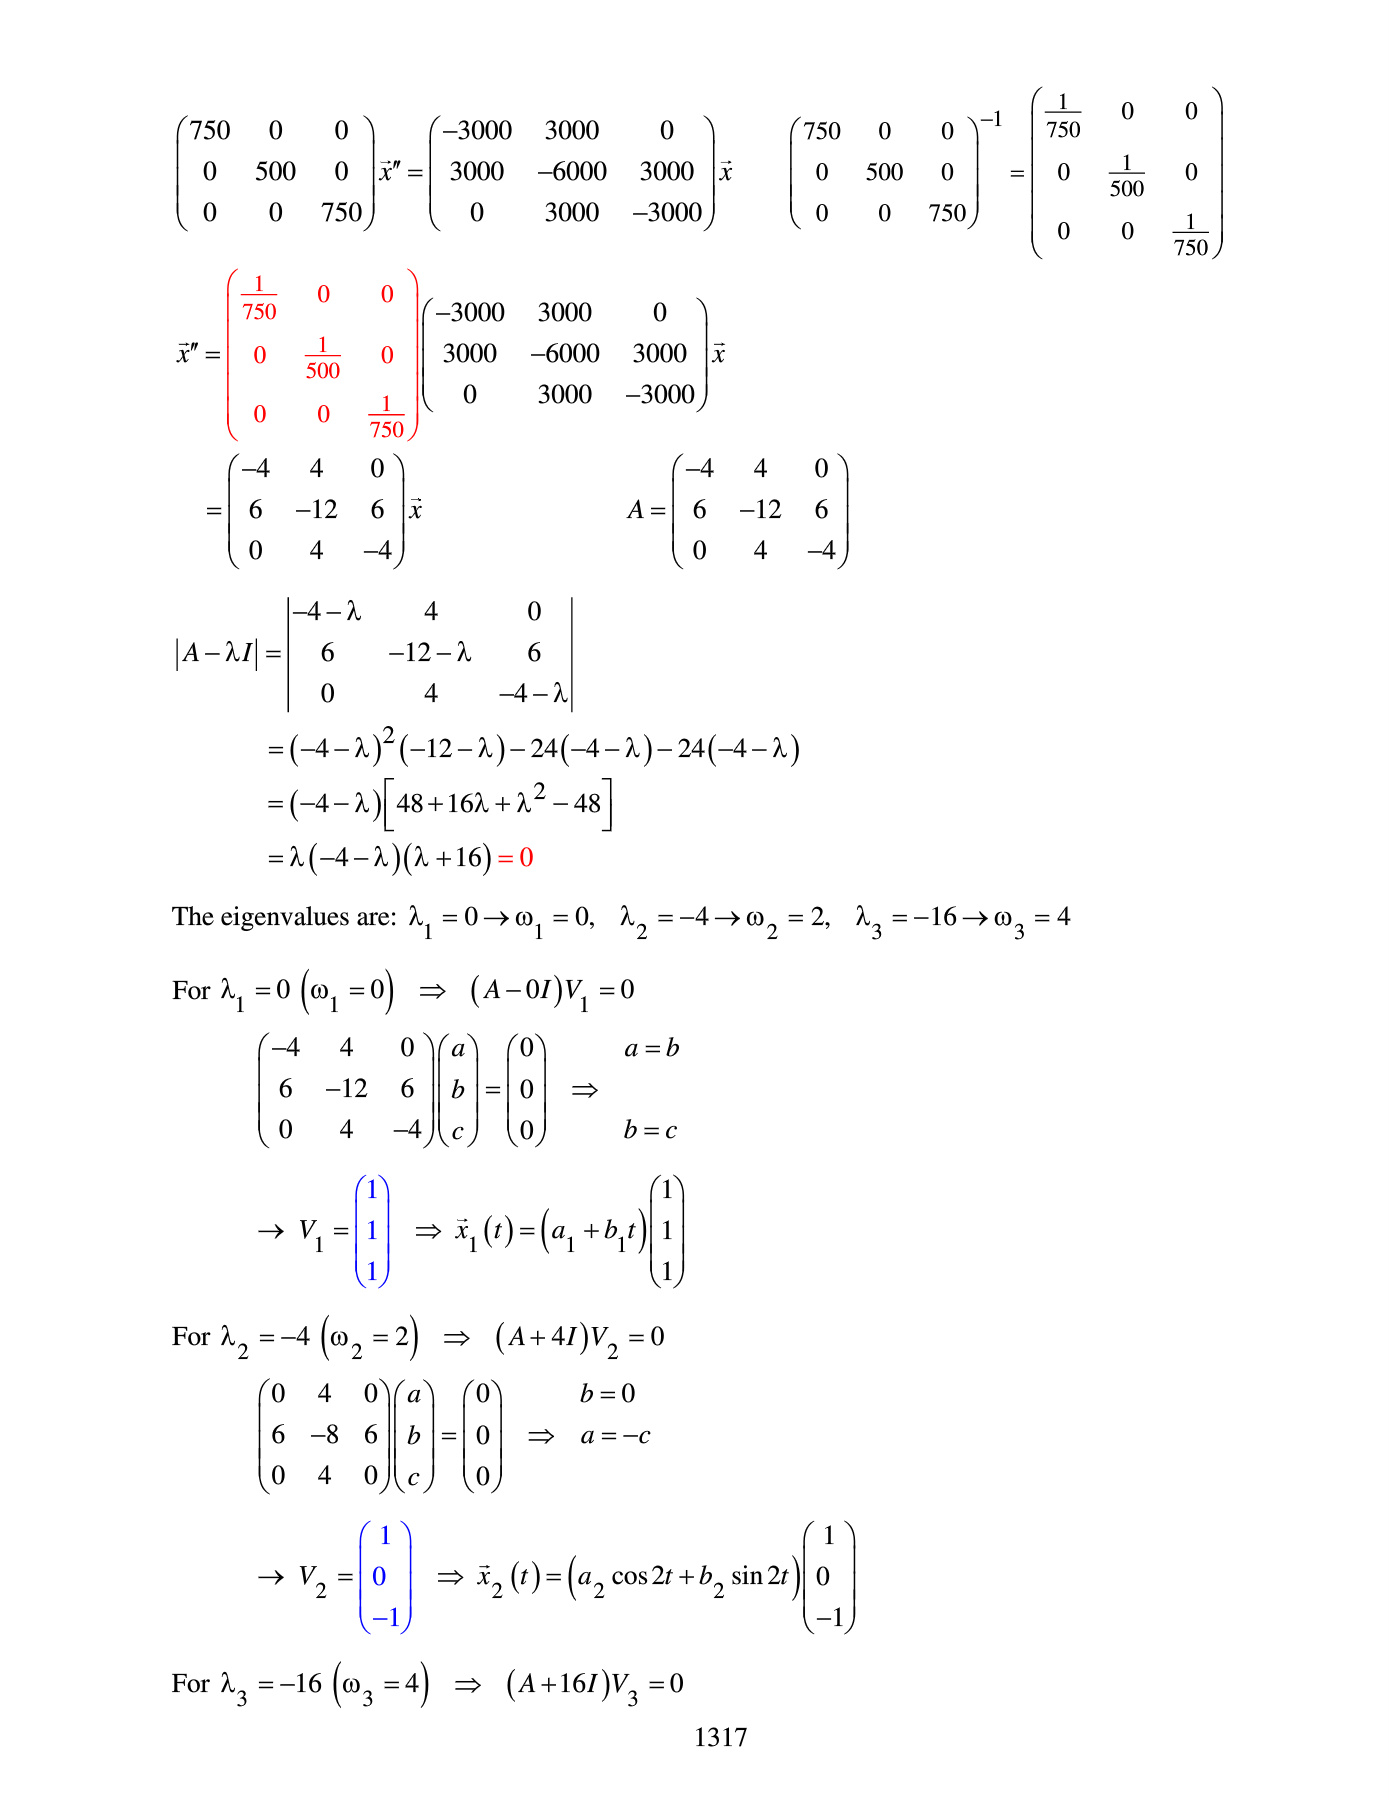 $\begin{pmatrix} 750 & 0 & 0 \\ 0 & 500 & 0 \\ 0 & 0 & 750 \end{pmatrix} \vec{x}'' = \begin{pmatrix} -3000 & 3000 & 0 \\ 3000 & -6000 & 3000 \\ 0 & 3000 & -3000 \end{pmatrix} \vec{x} \qquad \begin{pmatrix} 750 & 0 & 0 \\ 0 & 500 & 0 \\ 0 & 0 & 750 \end{pmatrix}^{-1} = \begin{pmatrix} \frac{1}{750} & 0 & 0 \\ 0 & \frac{1}{500} & 0 \\ 0 & 0 & \frac{1}{750} \end{pmatrix}$
$\vec{x}'' = \begin{pmatrix} \frac{1}{750} & 0 & 0 \\ 0 & \frac{1}{500} & 0 \\ 0 & 0 & \frac{1}{750} \end{pmatrix} \begin{pmatrix} -3000 & 3000 & 0 \\ 3000 & -6000 & 3000 \\ 0 & 3000 & -3000 \end{pmatrix} \vec{x}$
$= \begin{pmatrix} -4 & 4 & 0 \\ 6 & -12 & 6 \\ 0 & 4 & -4 \end{pmatrix} \vec{x} \qquad A = \begin{pmatrix} -4 & 4 & 0 \\ 6 & -12 & 6 \\ 0 & 4 & -4 \end{pmatrix}$
$|A - \lambda I| = \begin{vmatrix} -4-\lambda & 4 & 0 \\ 6 & -12-\lambda & 6 \\ 0 & 4 & -4-\lambda \end{vmatrix}$
$= (-4-\lambda)^2 (-12-\lambda) - 24(-4-\lambda) - 24(-4-\lambda)$
$= (-4-\lambda) \left[ 48 + 16\lambda + \lambda^2 - 48 \right]$
$= \lambda(-4-\lambda)(\lambda+16) = 0$
The eigenvalues are: $\lambda_1 = 0 \to \omega_1 = 0, \quad \lambda_2 = -4 \to \omega_2 = 2, \quad \lambda_3 = -16 \to \omega_3 = 4$
For $\lambda_1 = 0 \ (\omega_1 = 0) \Rightarrow (A - 0I)V_1 = 0$
$\begin{pmatrix} -4 & 4 & 0 \\ 6 & -12 & 6 \\ 0 & 4 & -4 \end{pmatrix} \begin{pmatrix} a \\ b \\ c \end{pmatrix} = \begin{pmatrix} 0 \\ 0 \\ 0 \end{pmatrix} \Rightarrow \begin{matrix} a = b \\ \\ b = c \end{matrix}$
$\to V_1 = \begin{pmatrix} 1 \\ 1 \\ 1 \end{pmatrix} \Rightarrow \vec{x}_1(t) = (a_1 + b_1 t) \begin{pmatrix} 1 \\ 1 \\ 1 \end{pmatrix}$
For $\lambda_2 = -4 \ (\omega_2 = 2) \Rightarrow (A + 4I)V_2 = 0$
$\begin{pmatrix} 0 & 4 & 0 \\ 6 & -8 & 6 \\ 0 & 4 & 0 \end{pmatrix} \begin{pmatrix} a \\ b \\ c \end{pmatrix} = \begin{pmatrix} 0 \\ 0 \\ 0 \end{pmatrix} \Rightarrow \begin{matrix} b = 0 \\ a = -c \\ \\ \end{matrix}$
$\to V_2 = \begin{pmatrix} 1 \\ 0 \\ -1 \end{pmatrix} \Rightarrow \vec{x}_2(t) = (a_2 \cos 2t + b_2 \sin 2t) \begin{pmatrix} 1 \\ 0 \\ -1 \end{pmatrix}$
For $\lambda_3 = -16 \ (\omega_3 = 4) \Rightarrow (A + 16I)V_3 = 0$
1317